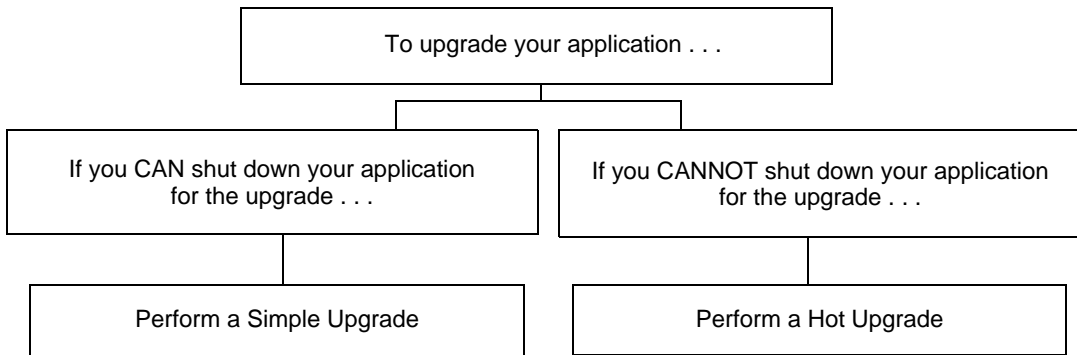 To upgrade your application . . .
If you CAN shut down your application
for the upgrade . . .
If you CANNOT shut down your application
for the upgrade . . .
Perform a Simple Upgrade
Perform a Hot Upgrade